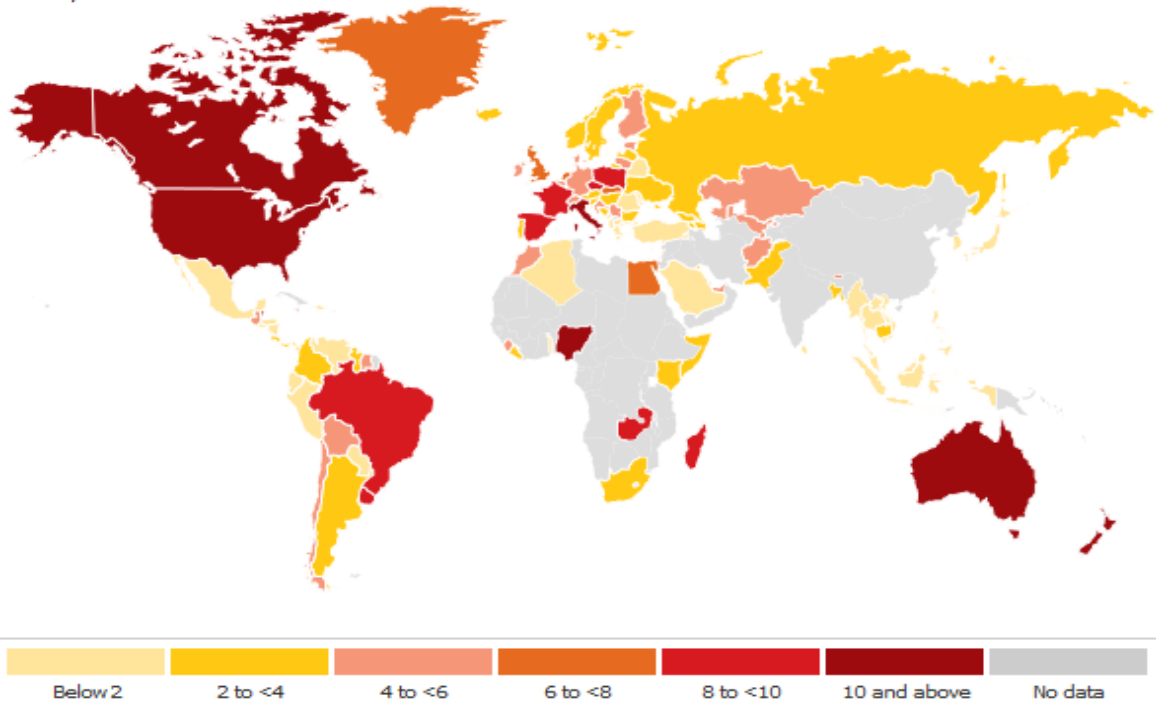 Below 2
2 to <4
4 to <6
6 to <8
8 to <10
10 and above
No data